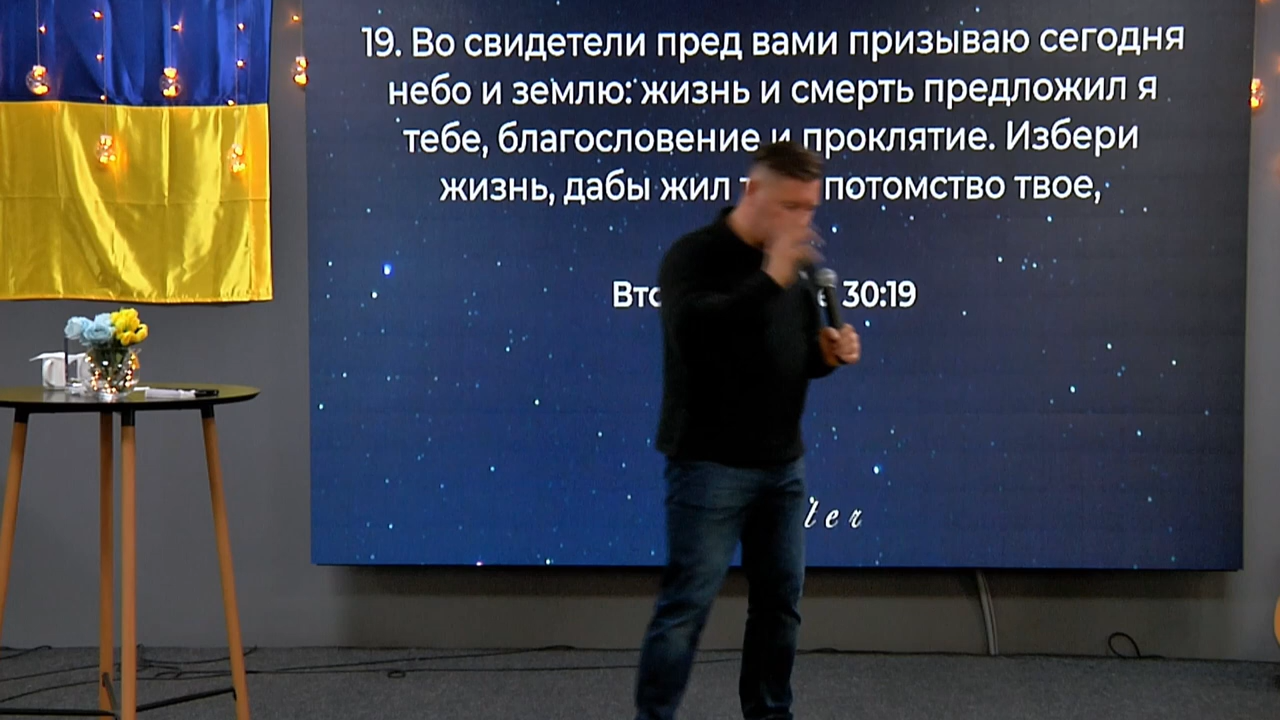 19. Во свидетели пред вами призываю сегодня
небо и землю: жизнь и смерть предложил я
тебе, благословение и проклятие. Избери
жизнь, дабы жил потомство твое,
30:19